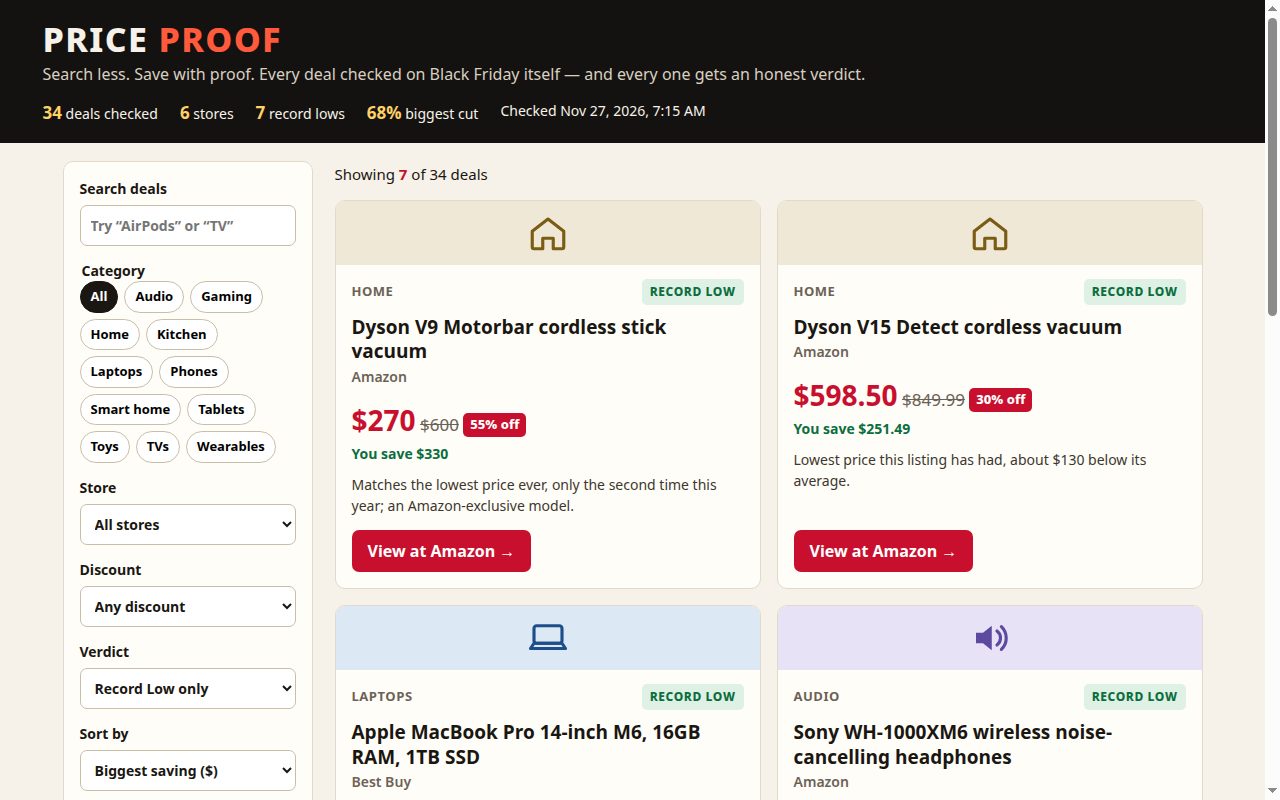 PRICE PROOF
Search less. Save with proof. Every deal checked on Black Friday itself — and every one gets an honest verdict.
34 deals checked 6 stores 7 record lows 68% biggest cut Checked Nov 27, 2026, 7:15 AM
Search deals
Try “AirPods” or “TV”
Category
All Audio Gaming
Home Kitchen
Laptops Phones
Smart home Tablets
Toys TVs Wearables
Store
All stores
Discount
Any discount
Verdict
Record Low only
Sort by
Biggest saving ($)
Showing 7 of 34 deals
HOME RECORD LOW
Dyson V9 Motorbar cordless stick
vacuum
Amazon
$270 $600 55% off
You save $330
Matches the lowest price ever, only the second time this
year; an Amazon-exclusive model.
View at Amazon →
HOME RECORD LOW
Dyson V15 Detect cordless vacuum
Amazon
$598.50 $849.99 30% off
You save $251.49
Lowest price this listing has had, about $130 below its
average.
View at Amazon →
LAPTOPS RECORD LOW
Apple MacBook Pro 14-inch M6, 16GB
RAM, 1TB SSD
Best Buy
AUDIO RECORD LOW
Sony WH-1000XM6 wireless noise-
cancelling headphones
Amazon